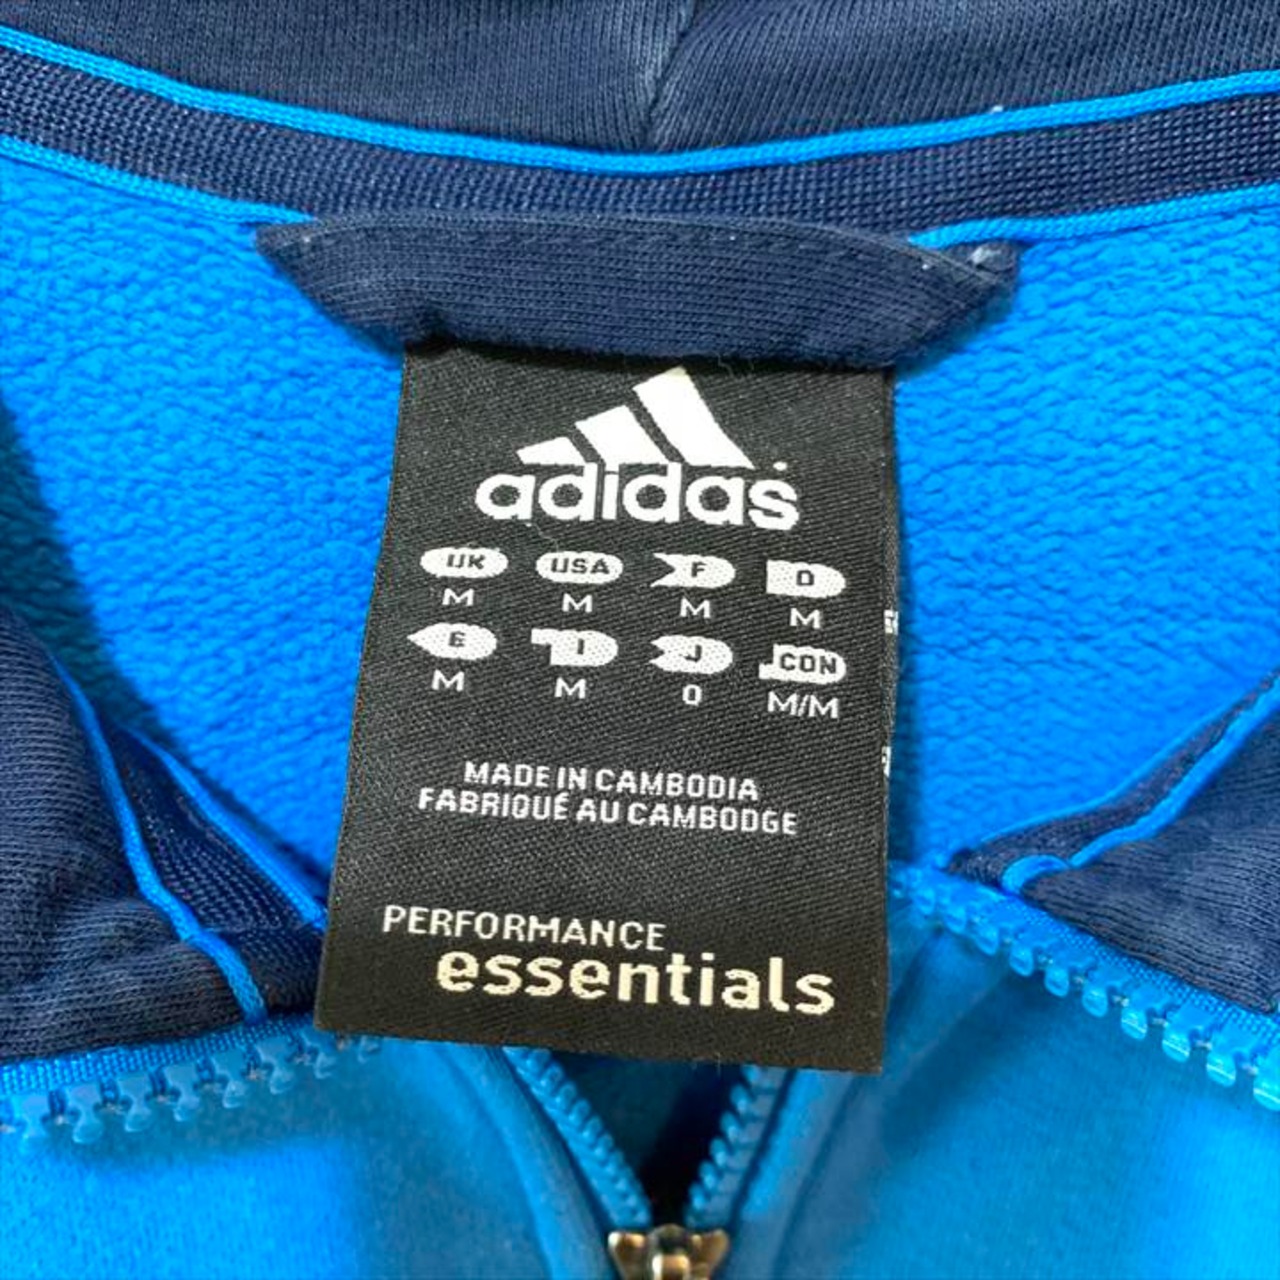 adidas
UK USA F D
M M M M
E I J CON
M M O M/M
MADE IN CAMBODIA
FABRIQUÉ AU CAMBODGE
PERFORMANCE
essentials